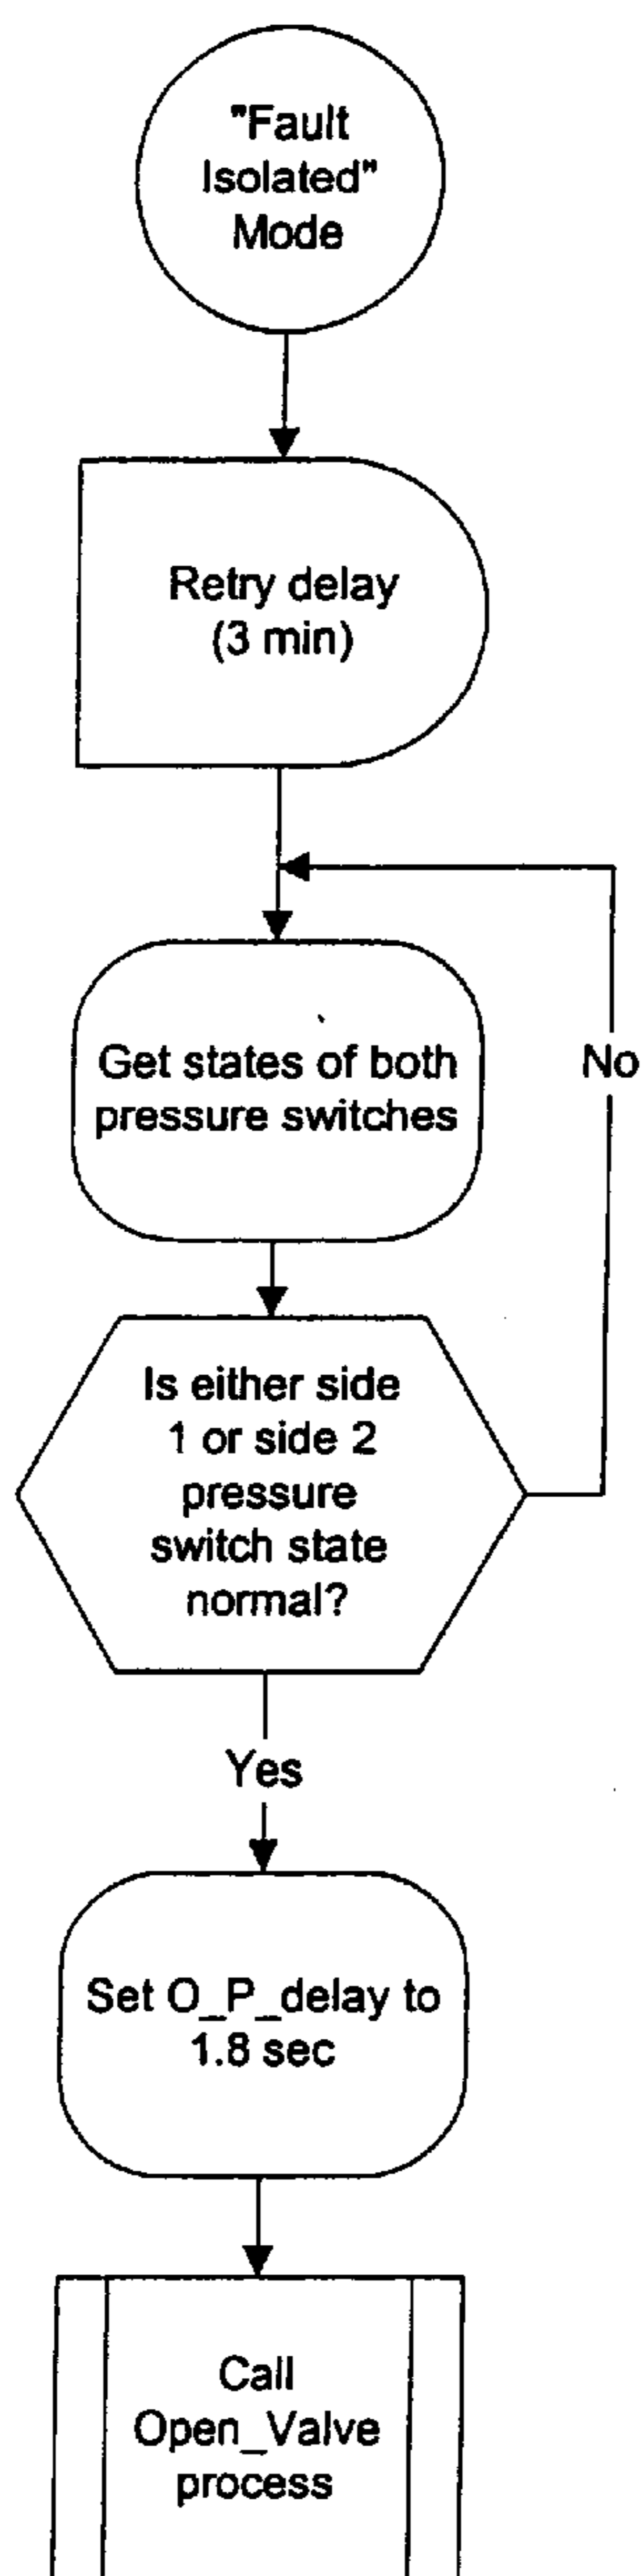 "Fault
Isolated"
Mode
Retry delay
(3 min)
Get states of both
pressure switches
No
Is either side
1 or side 2
pressure
switch state
normal?
Yes
Set O_P_delay to
1.8 sec
Call
Open_Valve
process